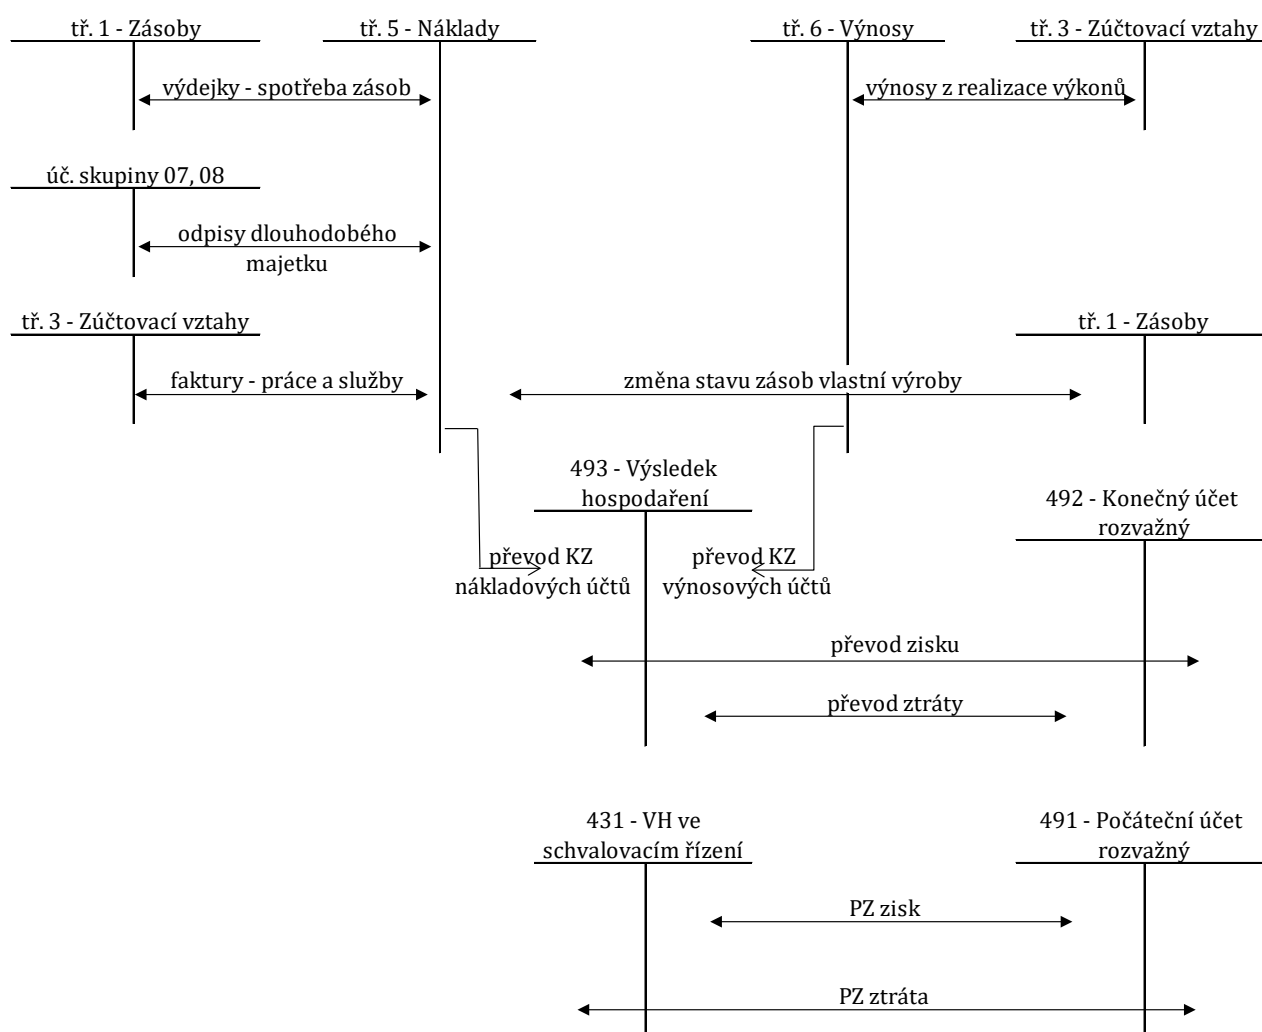 tř. 1 - Zásoby
tř. 5 - Náklady
tř. 6 - Výnosy
tř. 3 - Zúčtovací vztahy
výdejky - spotřeba zásob
výnosy z realizace výkonů
úč. skupiny 07, 08
odpisy dlouhodobého
majetku
tř. 3 - Zúčtovací vztahy
tř. 1 - Zásoby
faktury - práce a služby
změna stavu zásob vlastní výroby
493 - Výsledek
hospodaření
492 - Konečný účet
rozvažný
převod KZ
nákladových účtů
převod KZ
výnosových účtů
převod zisku
převod ztráty
431 - VH ve
schvalovacím řízení
491 - Počáteční účet
rozvažný
PZ zisk
PZ ztráta